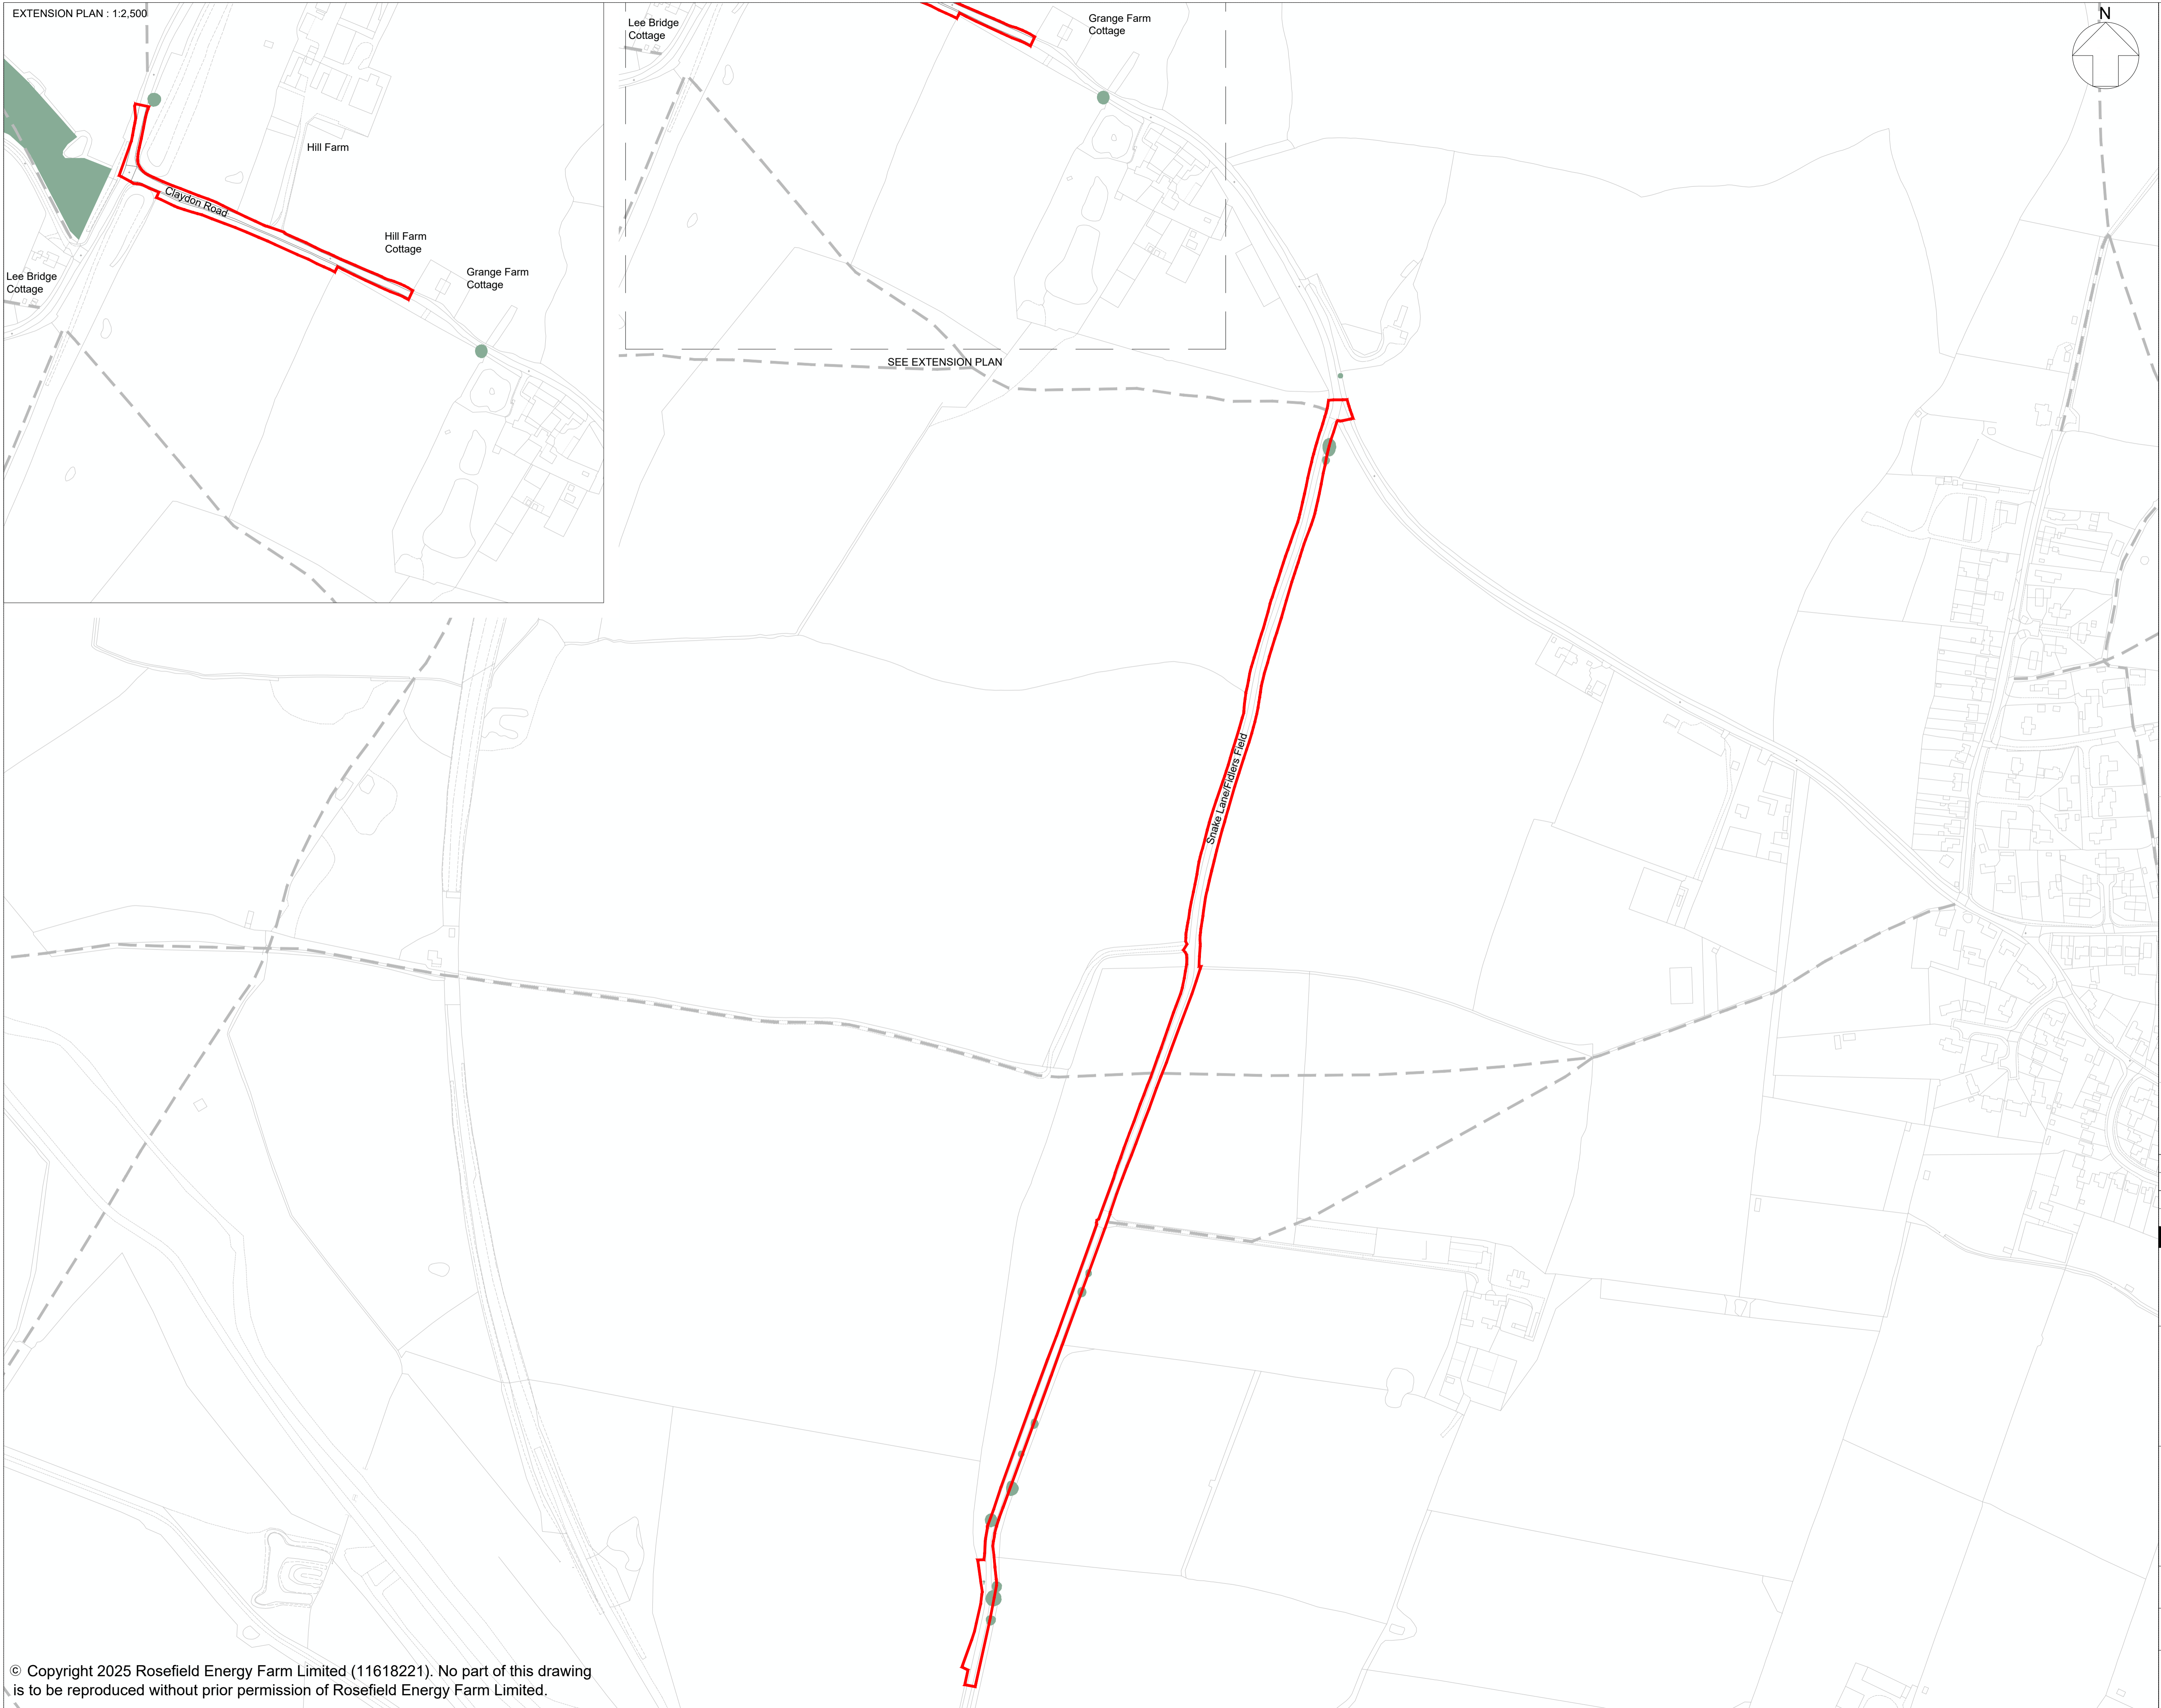 EXTENSION PLAN : 1:2,500
Hill Farm
Claydon Road
Hill Farm
Cottage
Grange Farm
Cottage
Lee Bridge
Cottage
Lee Bridge
Cottage
Grange Farm
Cottage
N
SEE EXTENSION PLAN
Snake Lane/Fidlers Field
© Copyright 2025 Rosefield Energy Farm Limited (11618221). No part of this drawing
is to be reproduced without prior permission of Rosefield Energy Farm Limited.